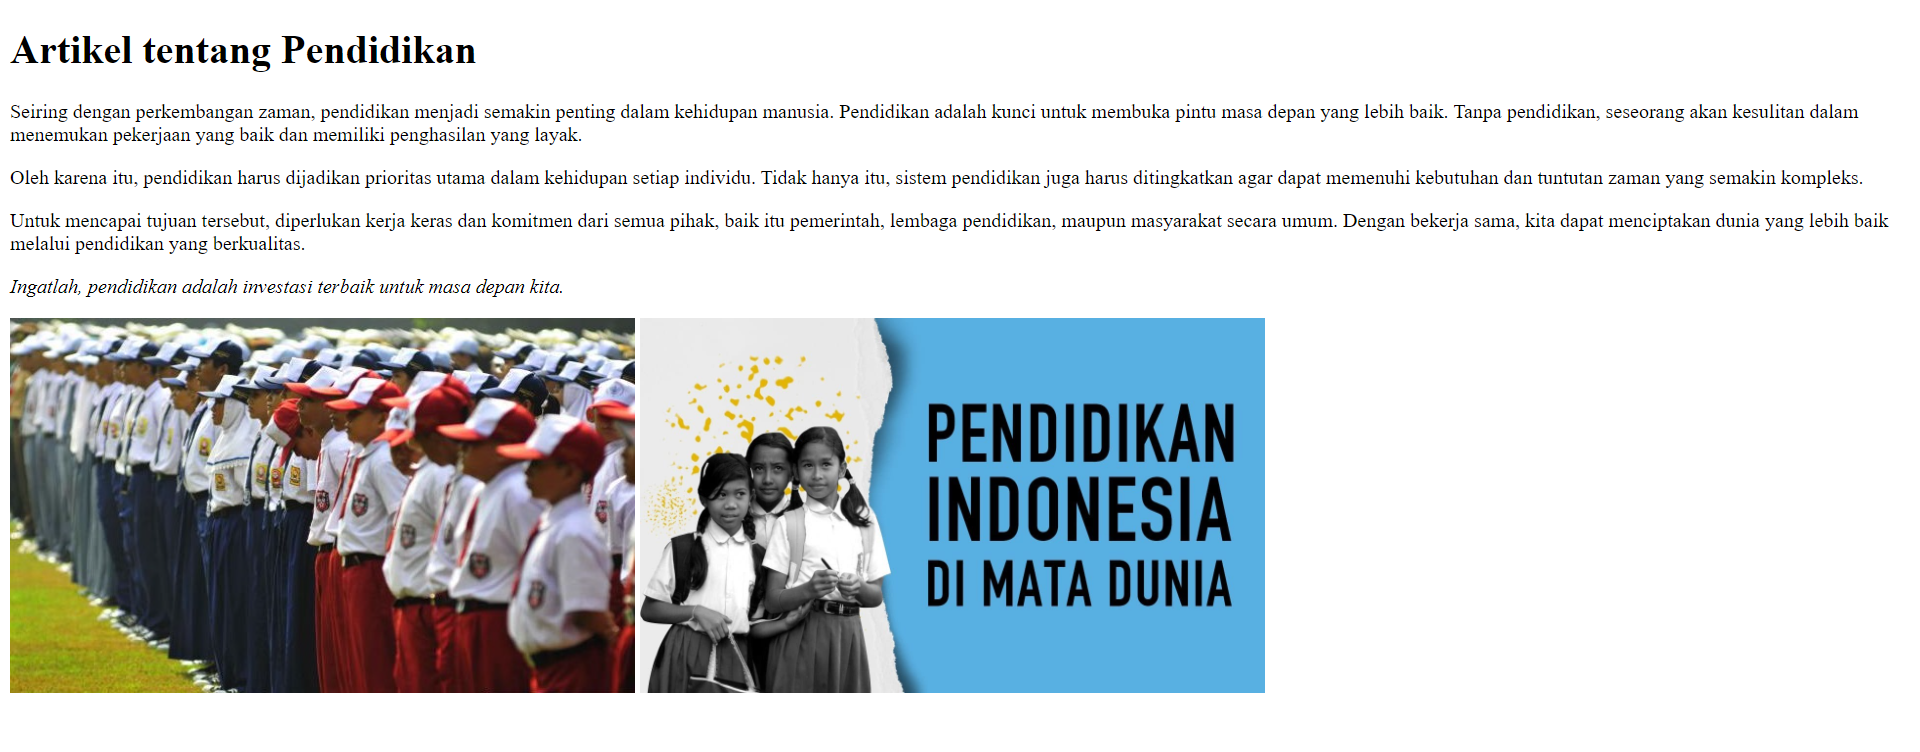 Artikel tentang Pendidikan
Seiring dengan perkembangan zaman, pendidikan menjadi semakin penting dalam kehidupan manusia. Pendidikan adalah kunci untuk membuka pintu masa depan yang lebih baik. Tanpa pendidikan, seseorang akan kesulitan dalam
menemukan pekerjaan yang baik dan memiliki penghasilan yang layak.
Oleh karena itu, pendidikan harus dijadikan prioritas utama dalam kehidupan setiap individu. Tidak hanya itu, sistem pendidikan juga harus ditingkatkan agar dapat memenuhi kebutuhan dan tuntutan zaman yang semakin kompleks.
Untuk mencapai tujuan tersebut, diperlukan kerja keras dan komitmen dari semua pihak, baik itu pemerintah, lembaga pendidikan, maupun masyarakat secara umum. Dengan bekerja sama, kita dapat menciptakan dunia yang lebih baik
melalui pendidikan yang berkualitas.
Ingatlah, pendidikan adalah investasi terbaik untuk masa depan kita.
PENDIDIKAN
INDONESIA
DI MATA DUNIA